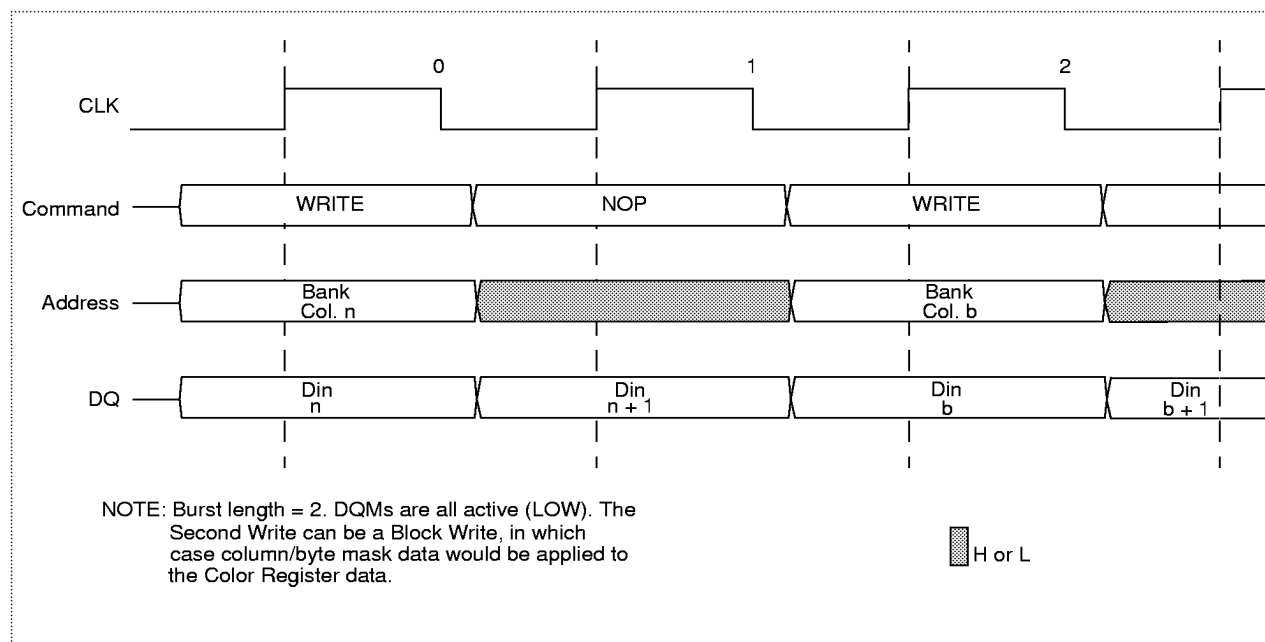 0 1 2
CLK
Command WRITE NOP WRITE
Address Bank Bank
Col. n Col. b
DQ Din Din Din Din
n n + 1 b b + 1
NOTE: Burst length = 2. DQMs are all active (LOW). The
Second Write can be a Block Write, in which
case column/byte mask data would be applied to
the Color Register data.
H or L